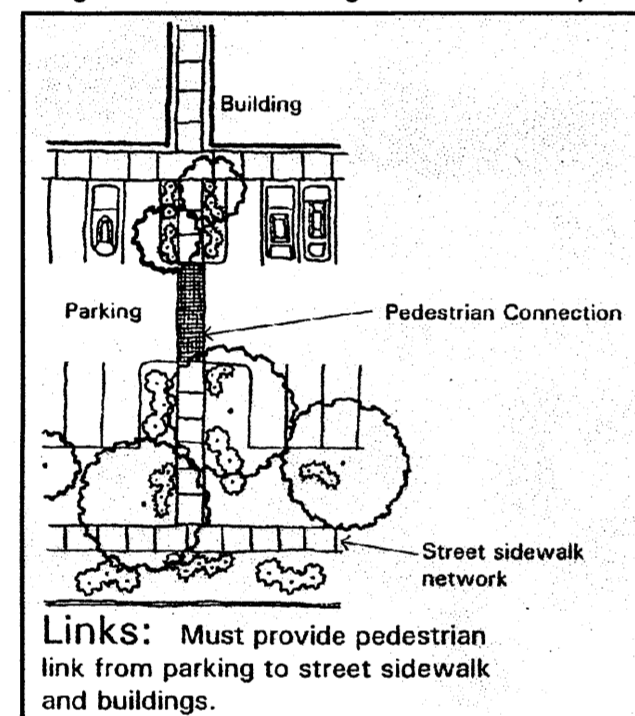 Building
Parking
Pedestrian Connection
Street sidewalk
network
Links: Must provide pedestrian
link from parking to street sidewalk
and buildings.